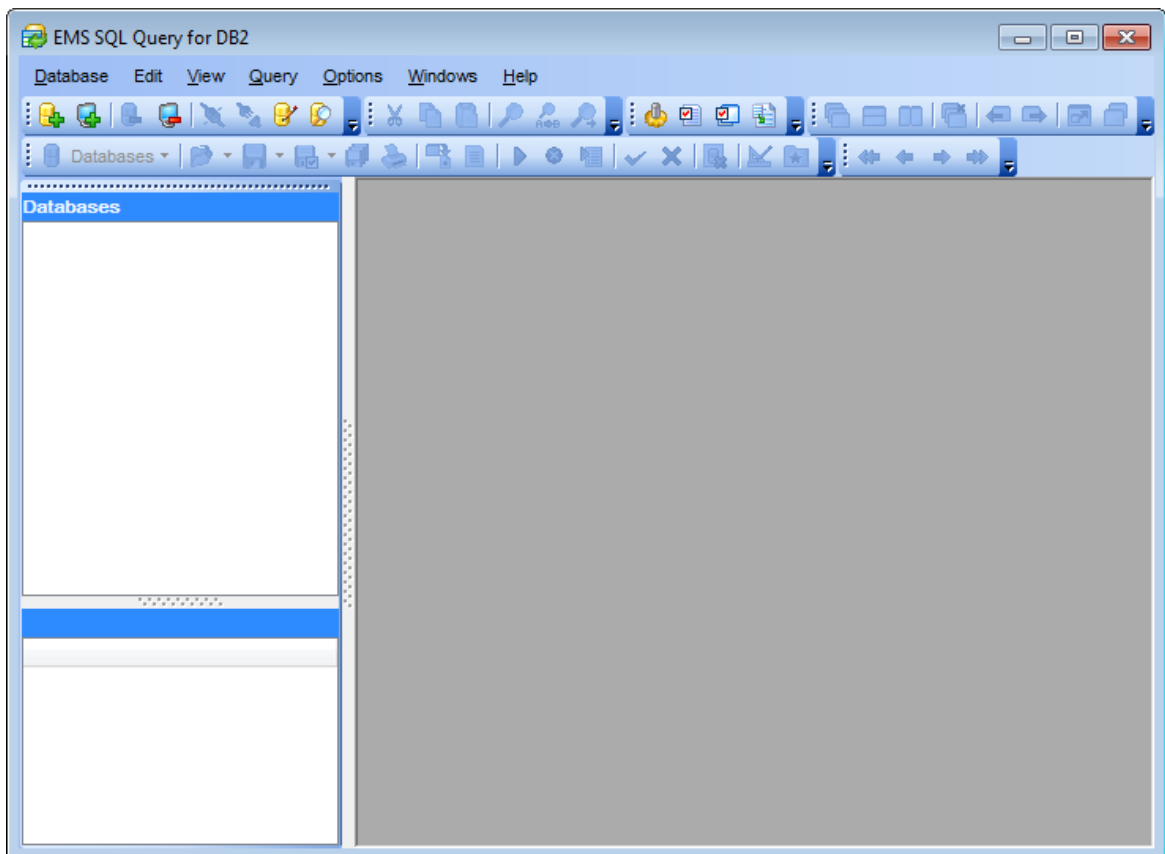 EMS SQL Query for DB2
Database Edit View Query Options Windows Help
Databases
Databases